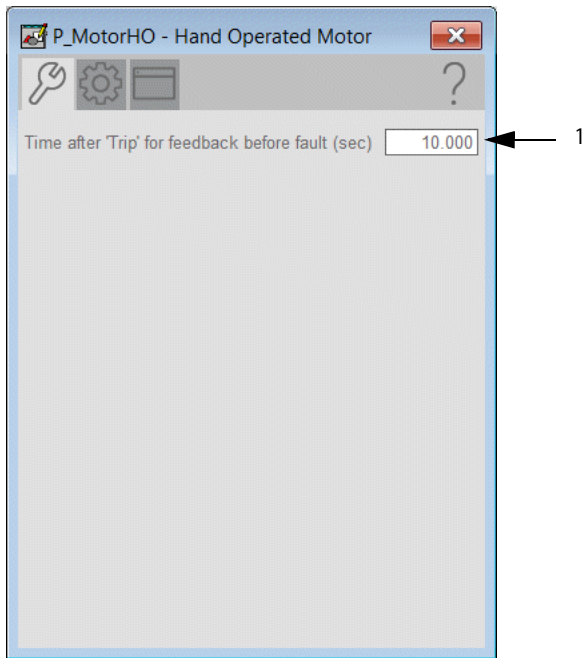 P_MotorHO - Hand Operated Motor
?
Time after 'Trip' for feedback before fault (sec) 10.000 1